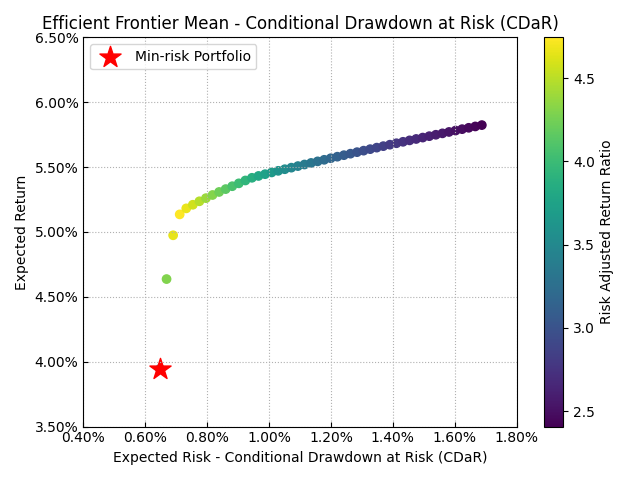 Efficient Frontier Mean - Conditional Drawdown at Risk (CDaR)
Min-risk Portfolio
6.50%
6.00%
5.50%
5.00%
4.50%
4.00%
3.50%
Expected Return
0.40% 0.60% 0.80% 1.00% 1.20% 1.40% 1.60% 1.80%
Expected Risk - Conditional Drawdown at Risk (CDaR)
4.5
4.0
3.5
3.0
2.5
Risk Adjusted Return Ratio